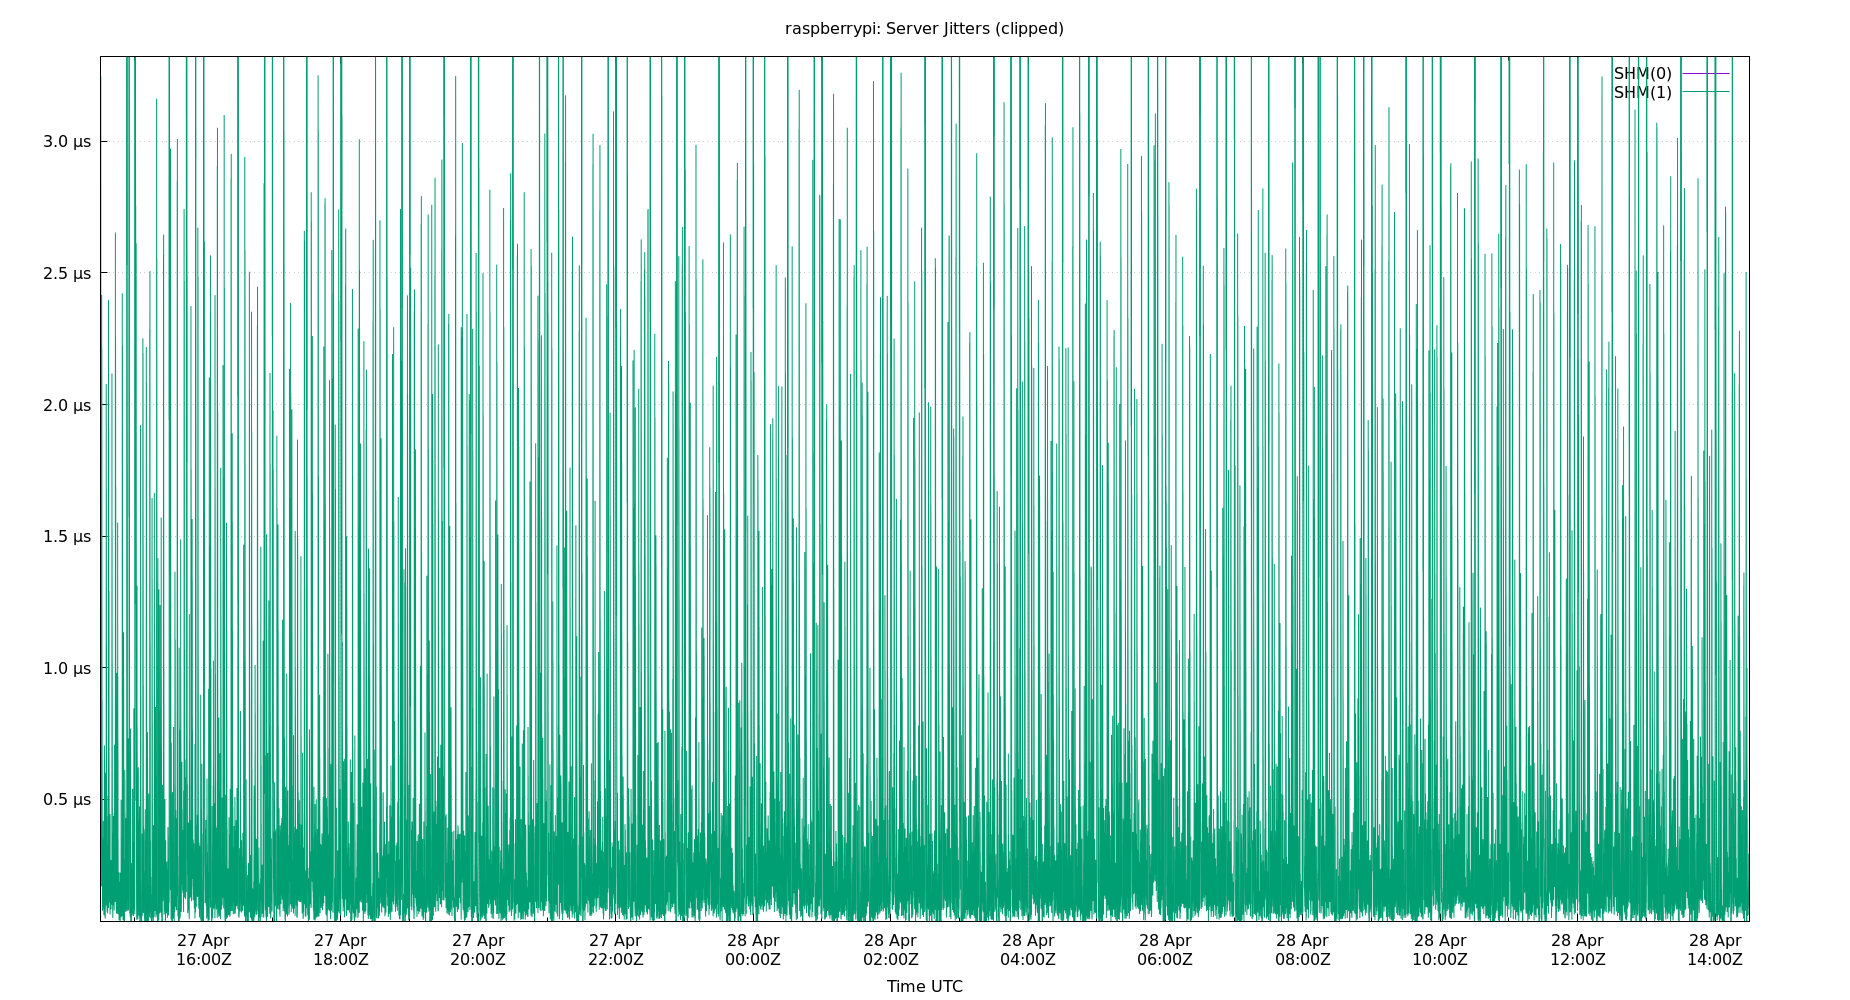 raspberrypi: Server Jitters (clipped)
SHM(0)
SHM(1)
3.0 µs
2.5 µs
2.0 µs
1.5 µs
1.0 µs
0.5 µs
27 Apr 27 Apr 27 Apr 27 Apr 28 Apr 28 Apr 28 Apr 28 Apr 28 Apr 28 Apr 28 Apr 28 Apr
16:00Z 18:00Z 20:00Z 22:00Z 00:00Z 02:00Z 04:00Z 06:00Z 08:00Z 10:00Z 12:00Z 14:00Z
Time UTC